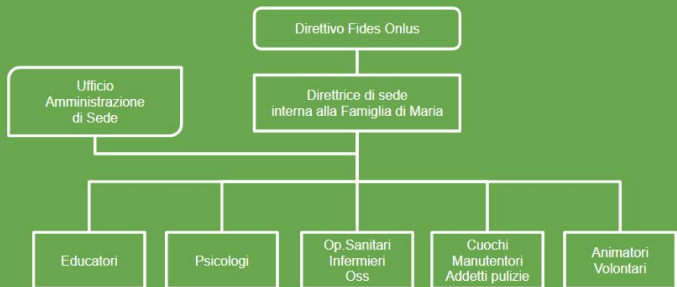 Direttivo Fides Onlus
Ufficio
Amministrazione
di Sede
Direttrice di sede
interna alla Famiglia di Maria
Educatori
Psicologi
Op.Sanitari
Infermieri
Oss
Cuochi
Manutentori
Addetti pulizie
Animatori
Volontari